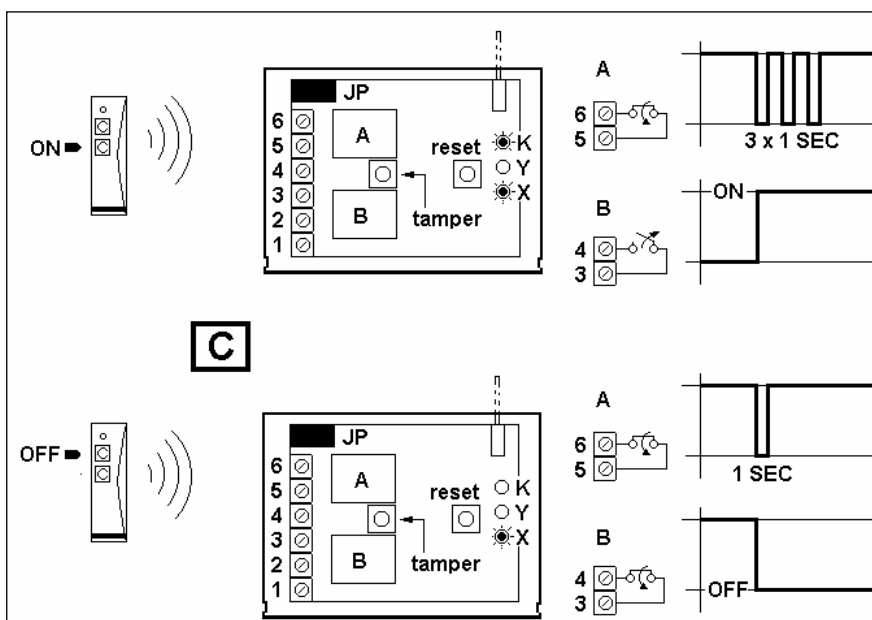 ON
JP
6
5
4
3
2
1
A
B
reset
tamper
K
Y
X
A
6
5
3 x 1 SEC
B
4
3
ON
C
OFF
JP
6
5
4
3
2
1
A
B
reset
tamper
K
Y
X
A
6
5
1 SEC
B
4
3
OFF